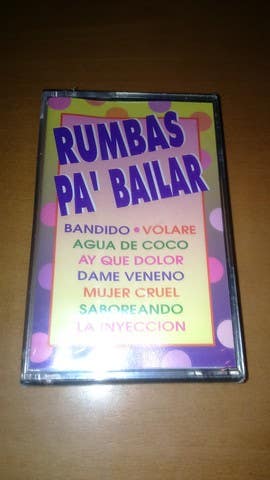 RUMBAS
PA' BAILAR
BANDIDO • VOLARE
AGUA DE COCO
AY QUE DOLOR
DAME VENENO
MUJER CRUEL
SABOREANDO
LA INYECCION